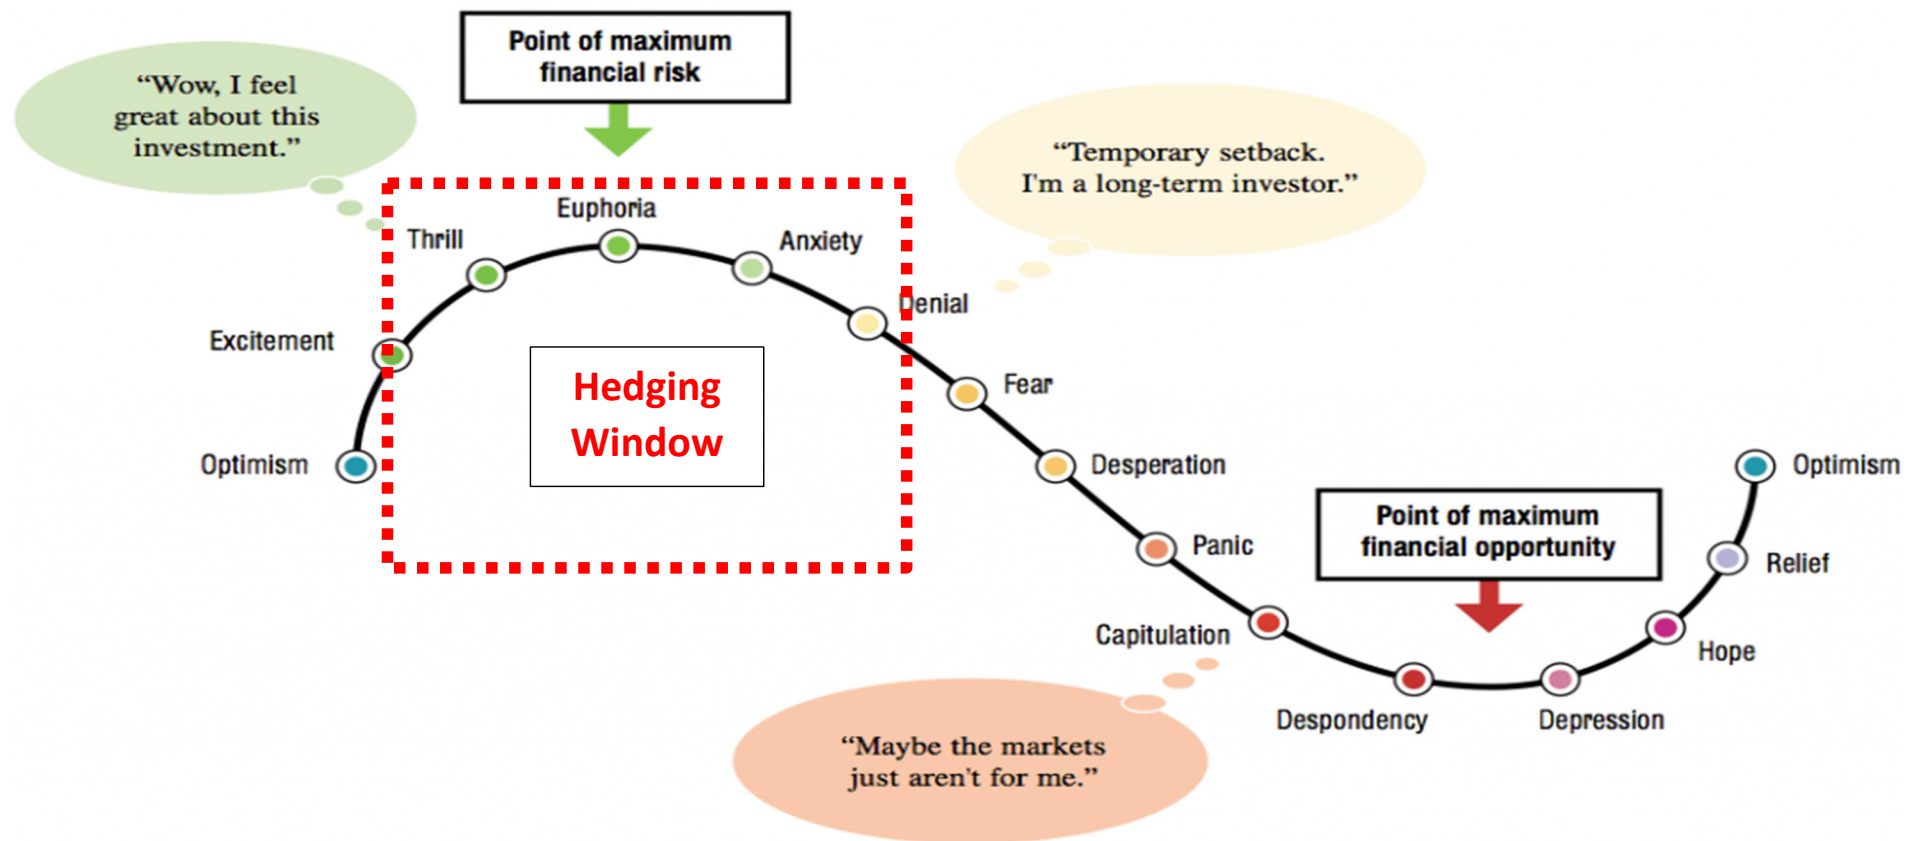 Point of maximum
financial risk
“Wow, I feel
great about this
investment.”
“Temporary setback.
I'm a long-term investor.”
Euphoria
Thrill
Anxiety
Denial
Excitement
Hedging
Window
Fear
Optimism
Desperation
Optimism
Point of maximum
financial opportunity
Panic
Relief
Capitulation
Hope
Despondency
Depression
“Maybe the markets
just aren't for me.”